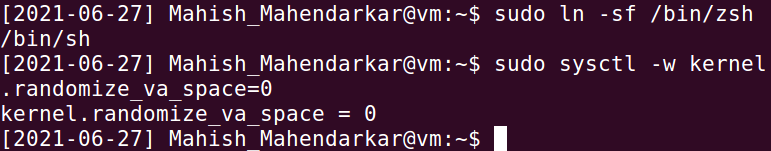 [2021-06-27] Mahish_Mahendarkar@vm:~$ sudo ln -sf /bin/zsh
/bin/sh
[2021-06-27] Mahish_Mahendarkar@vm:~$ sudo sysctl -w kernel
.randomize_va_space=0
kernel.randomize_va_space = 0
[2021-06-27] Mahish_Mahendarkar@vm:~$